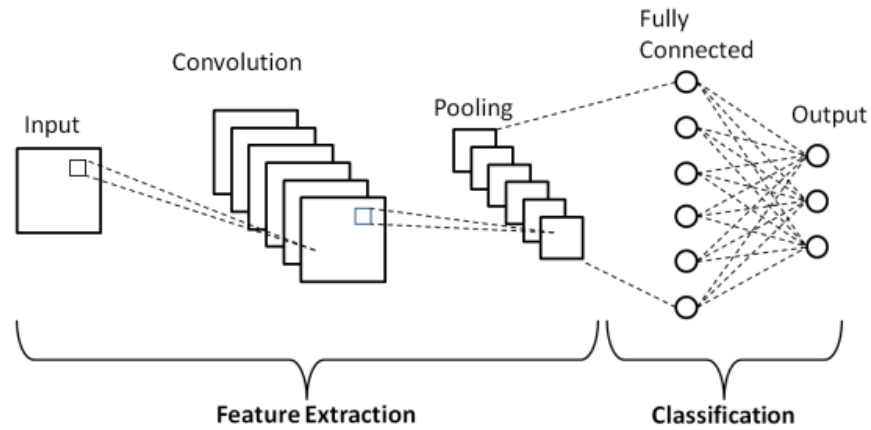 Input
Convolution
Pooling
Fully
Connected
Output
Feature Extraction
Classification